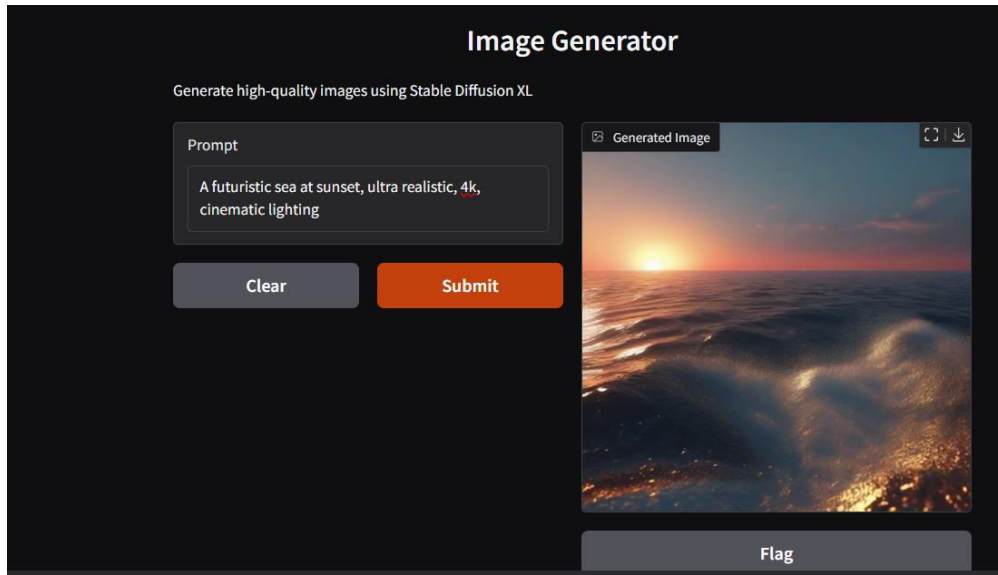 Image Generator
Generate high-quality images using Stable Diffusion XL
Prompt
A futuristic sea at sunset, ultra realistic, 4k,
cinematic lighting
Clear
Submit
Generated Image
Flag